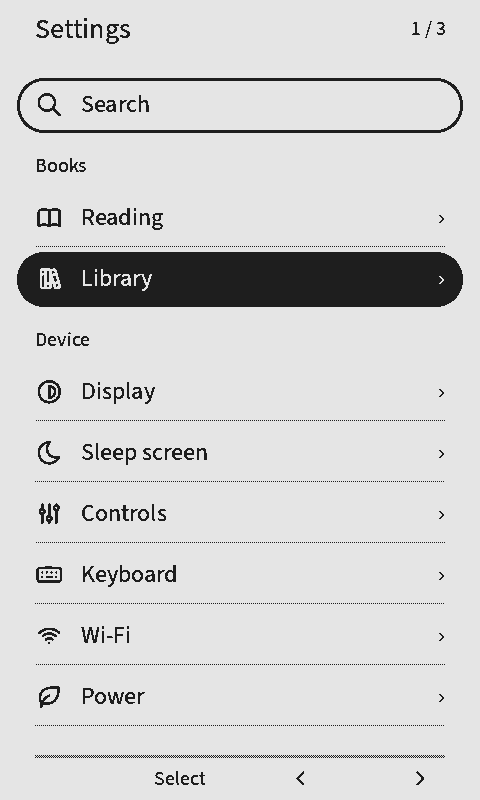 Settings
1 / 3
Search
Books
Reading
Library
Device
Display
Sleep screen
Controls
Keyboard
Wi-Fi
Power
Select